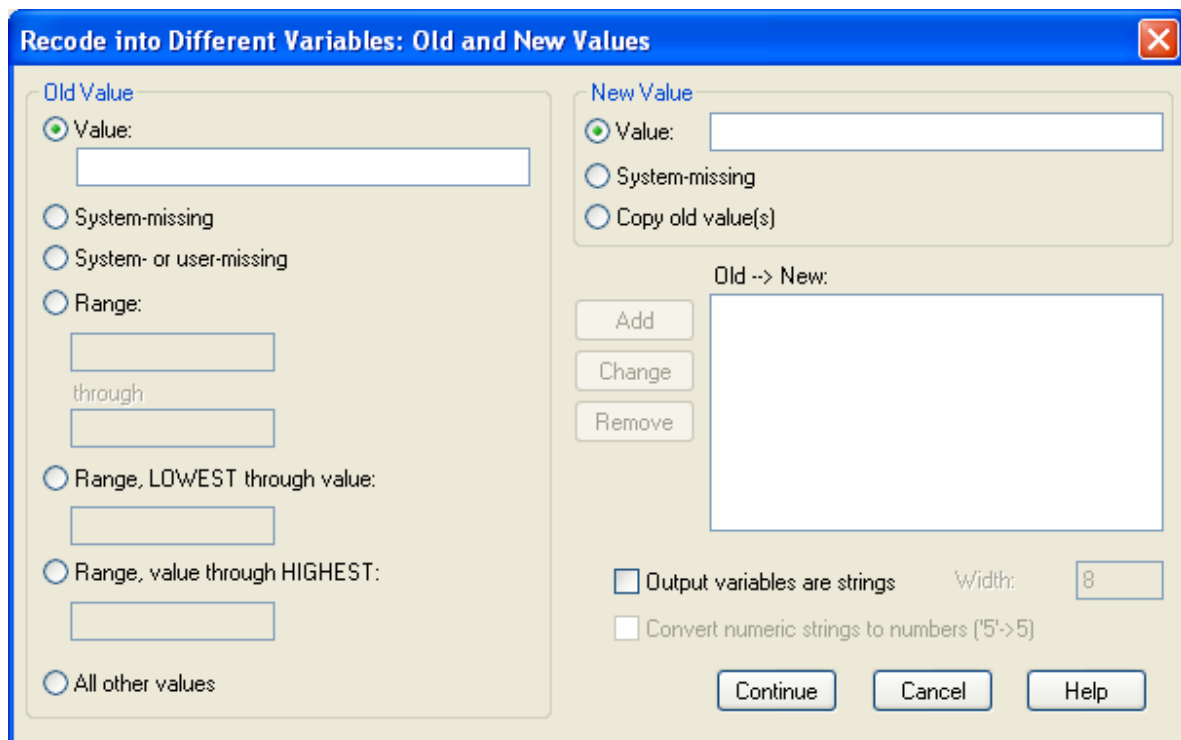 Recode into Different Variables: Old and New Values
Old Value
Value:
System-missing
System- or user-missing
Range:
through
Range, LOWEST through value:
Range, value through HIGHEST:
All other values
New Value
Value:
System-missing
Copy old value(s)
Old --> New:
Add
Change
Remove
Output variables are strings
Width:
8
Convert numeric strings to numbers ('5'->5)
Continue
Cancel
Help